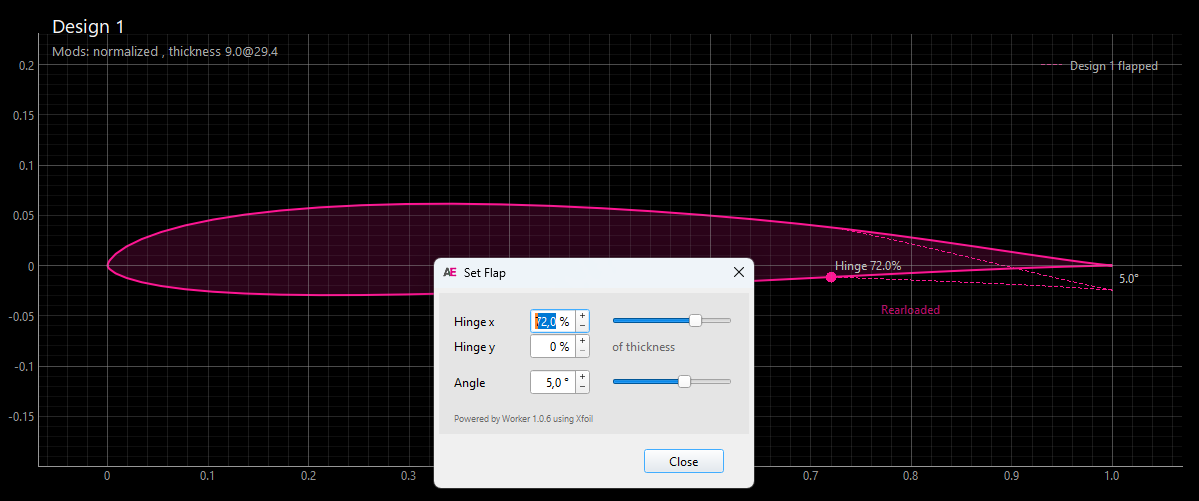 Design 1
Mods: normalized , thickness 9.0@29.4
Design 1 flapped
0.2
0.15
0.1
0.05
0
-0.05
-0.1
-0.15
Hinge 72.0%
5.0°
Rearloaded
AE Set Flap
Hinge x 72,0 % + −
Hinge y 0 % + − of thickness
Angle 5,0 ° + −
Powered by Worker 1.0.6 using Xfoil
Close
0 0.1 0.2 0.3 0.7 0.8 0.9 1.0